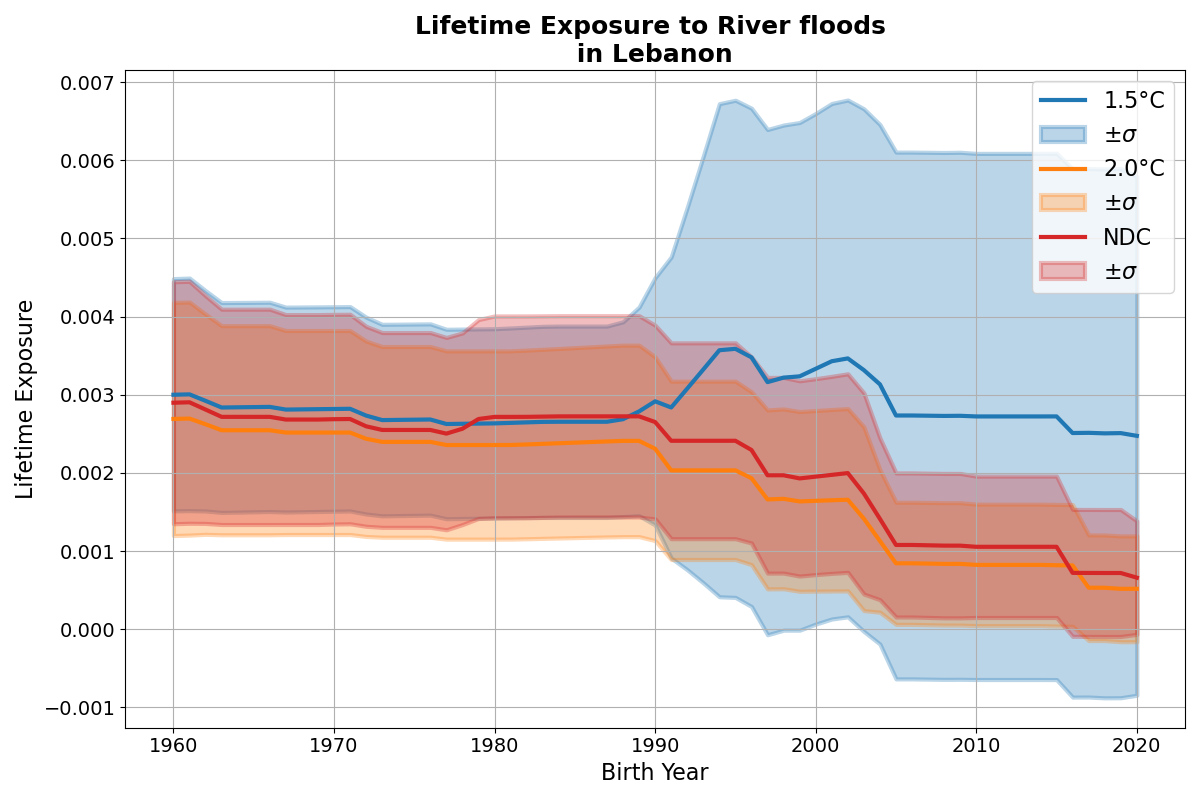 Lifetime Exposure to River floods
in Lebanon
0.007
0.006
0.005
0.004
0.003
0.002
0.001
0.000
−0.001
Lifetime Exposure
1960
1970
1980
1990
2000
2010
2020
Birth Year
1.5°C
±σ
2.0°C
±σ
NDC
±σ